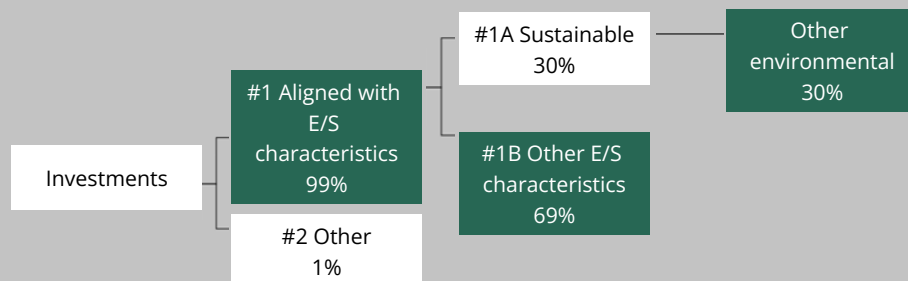 Investments
#1 Aligned with
E/S
characteristics
99%
#2 Other
1%
#1A Sustainable
30%
#1B Other E/S
characteristics
69%
Other
environmental
30%